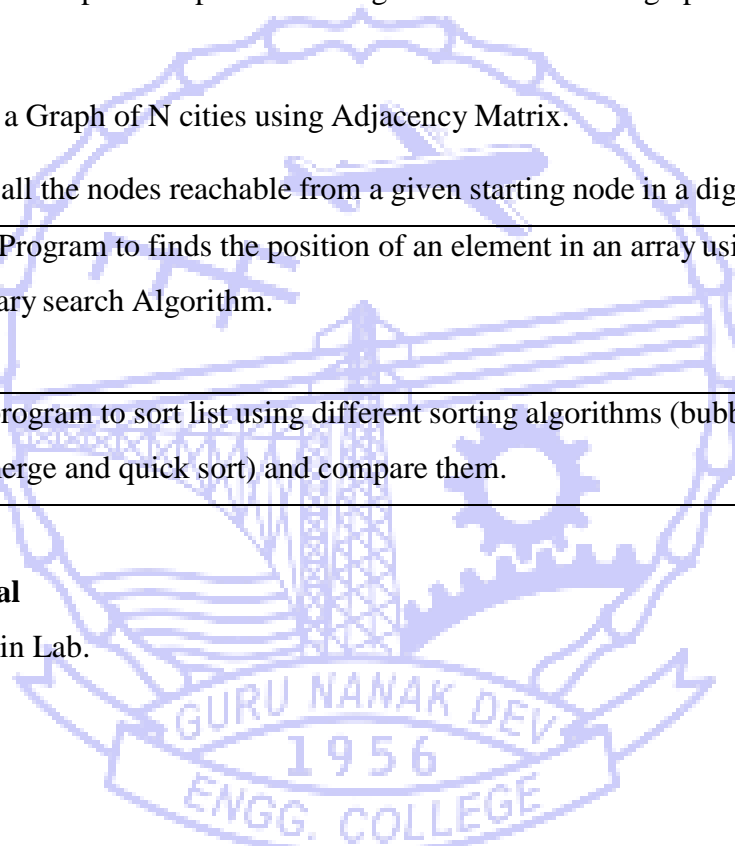 a Graph of N cities using Adjacency Matrix.
all the nodes reachable from a given starting node in a dig
Program to finds the position of an element in an array usi
ary search Algorithm.
rogram to sort list using different sorting algorithms (bubb
erge and quick sort) and compare them.
al
in Lab.
GURU NANAK DEV
1956
ENGG. COLLEGE